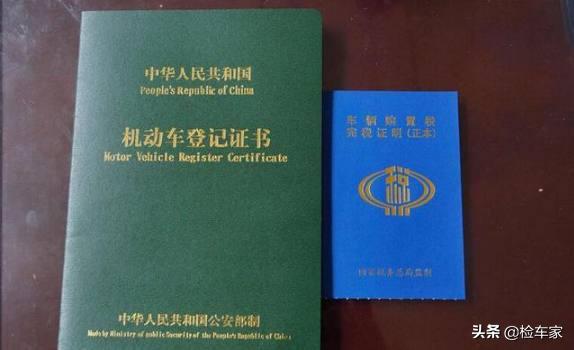 中华人民共和国
People's Republic of China
机动车登记证书
Motor Vehicle Register Certificate
中华人民共和国公安部制
Made by Ministry of public Security of the People's Republic of China
车辆购置税
完税证明(正本)
税
国家税务总局监制
头条 @检车家